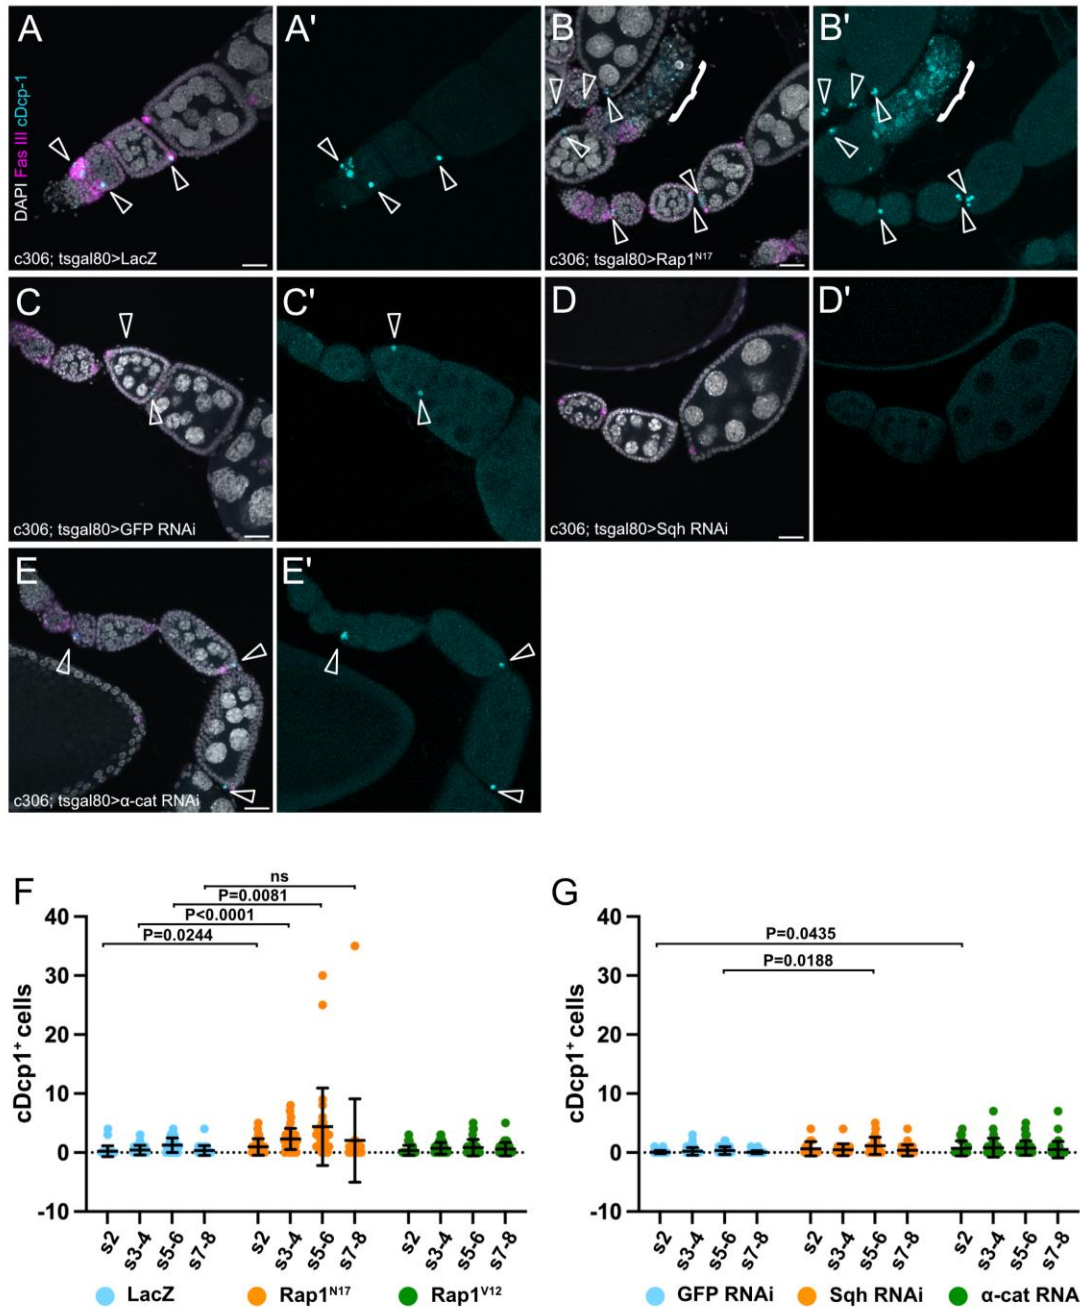 A
A'
B
B'
DAPI Fas III cDcp-1
c306; tsgal80>LacZ
c306; tsgal80>Rap1ᴺ¹⁷
C
C'
D
D'
c306; tsgal80>GFP RNAi
c306; tsgal80>Sqh RNAi
E
E'
c306; tsgal80>α-cat RNAi
F
ns
P=0.0081
P<0.0001
P=0.0244
cDcp1⁺ cells
40
30
20
10
0
-10
s2 s3-4 s5-6 s7-8 s2 s3-4 s5-6 s7-8 s2 s3-4 s5-6 s7-8
LacZ Rap1ᴺ¹⁷ Rap1ⱽ¹²
G
P=0.0435
P=0.0188
cDcp1⁺ cells
40
30
20
10
0
-10
s2 s3-4 s5-6 s7-8 s2 s3-4 s5-6 s7-8 s2 s3-4 s5-6 s7-8
GFP RNAi Sqh RNAi α-cat RNA